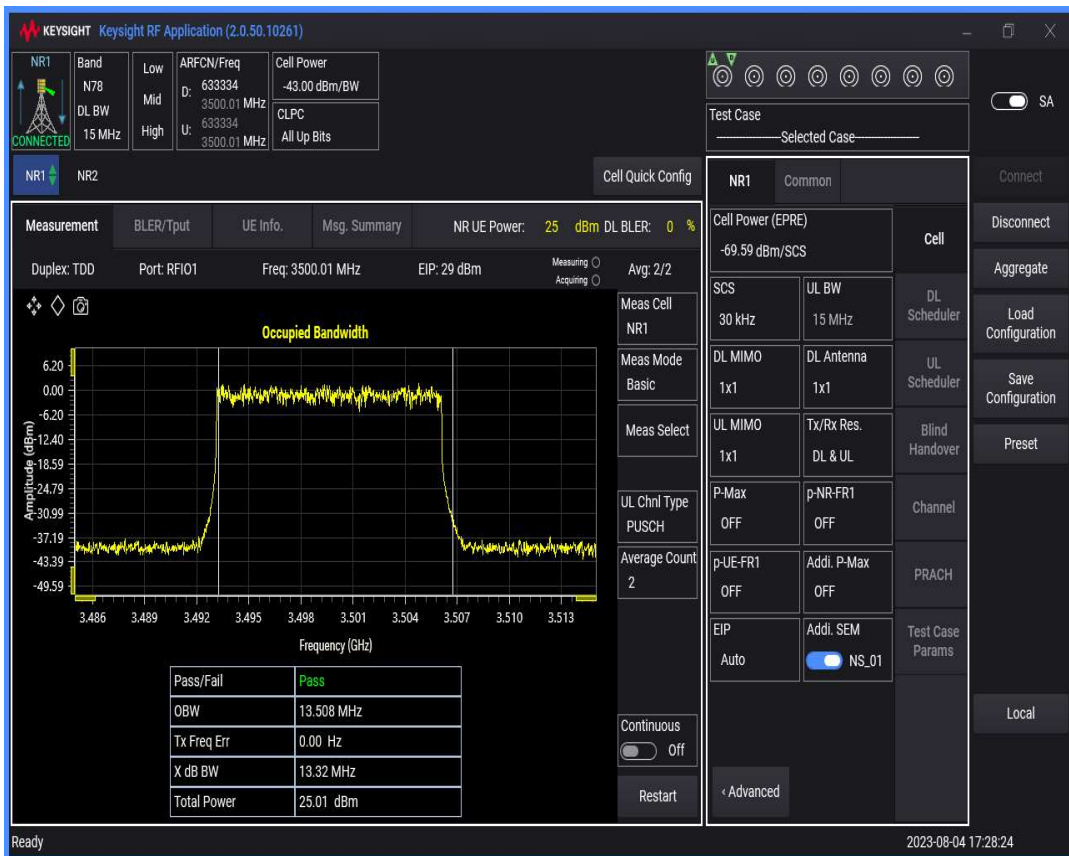 KEYSIGHT Keysight RF Application (2.0.50.10261)
NR1
CONNECTED
Band
N78
DL BW
15 MHz
Low
Mid
High
ARFCN/Freq
D: 633334
3500.01 MHz
U: 633334
3500.01 MHz
Cell Power
-43.00 dBm/BW
CLPC
All Up Bits
Test Case
Selected Case
SA
NR1 NR2
Cell Quick Config
Measurement BLER/Tput UE Info. Msg. Summary NR UE Power: 25 dBm DL BLER: 0 %
Duplex: TDD Port: RFIO1 Freq: 3500.01 MHz EIP: 29 dBm Measuring Acquiring Avg: 2/2
Occupied Bandwidth
Amplitude (dBm)
6.20
0.00
-6.20
-12.40
-18.59
-24.79
-30.99
-37.19
-43.39
-49.59
3.486 3.489 3.492 3.495 3.498 3.501 3.504 3.507 3.510 3.513
Frequency (GHz)
Pass/Fail Pass
OBW 13.508 MHz
Tx Freq Err 0.00 Hz
X dB BW 13.32 MHz
Total Power 25.01 dBm
Meas Cell
NR1
Meas Mode
Basic
Meas Select
UL Chnl Type
PUSCH
Average Count
2
Continuous
Off
Restart
NR1 Common
Cell Power (EPRE)
-69.59 dBm/SCS
SCS
30 kHz
UL BW
15 MHz
DL MIMO
1x1
DL Antenna
1x1
UL MIMO
1x1
Tx/Rx Res.
DL & UL
P-Max
OFF
p-NR-FR1
OFF
p-UE-FR1
OFF
Addi. P-Max
OFF
EIP
Auto
Addi. SEM
NS_01
‹ Advanced
Cell
DL
Scheduler
UL
Scheduler
Blind
Handover
Channel
PRACH
Test Case
Params
Connect
Disconnect
Aggregate
Load
Configuration
Save
Configuration
Preset
Local
Ready
2023-08-04 17:28:24